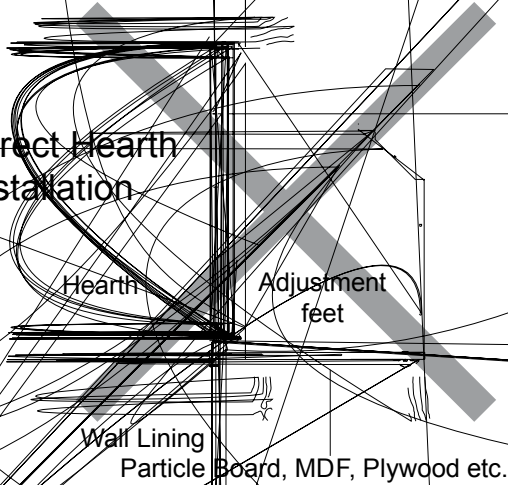 rect Hearth
stallation
Hearth
Adjustment
feet
Wall Lining
Particle Board, MDF, Plywood etc.